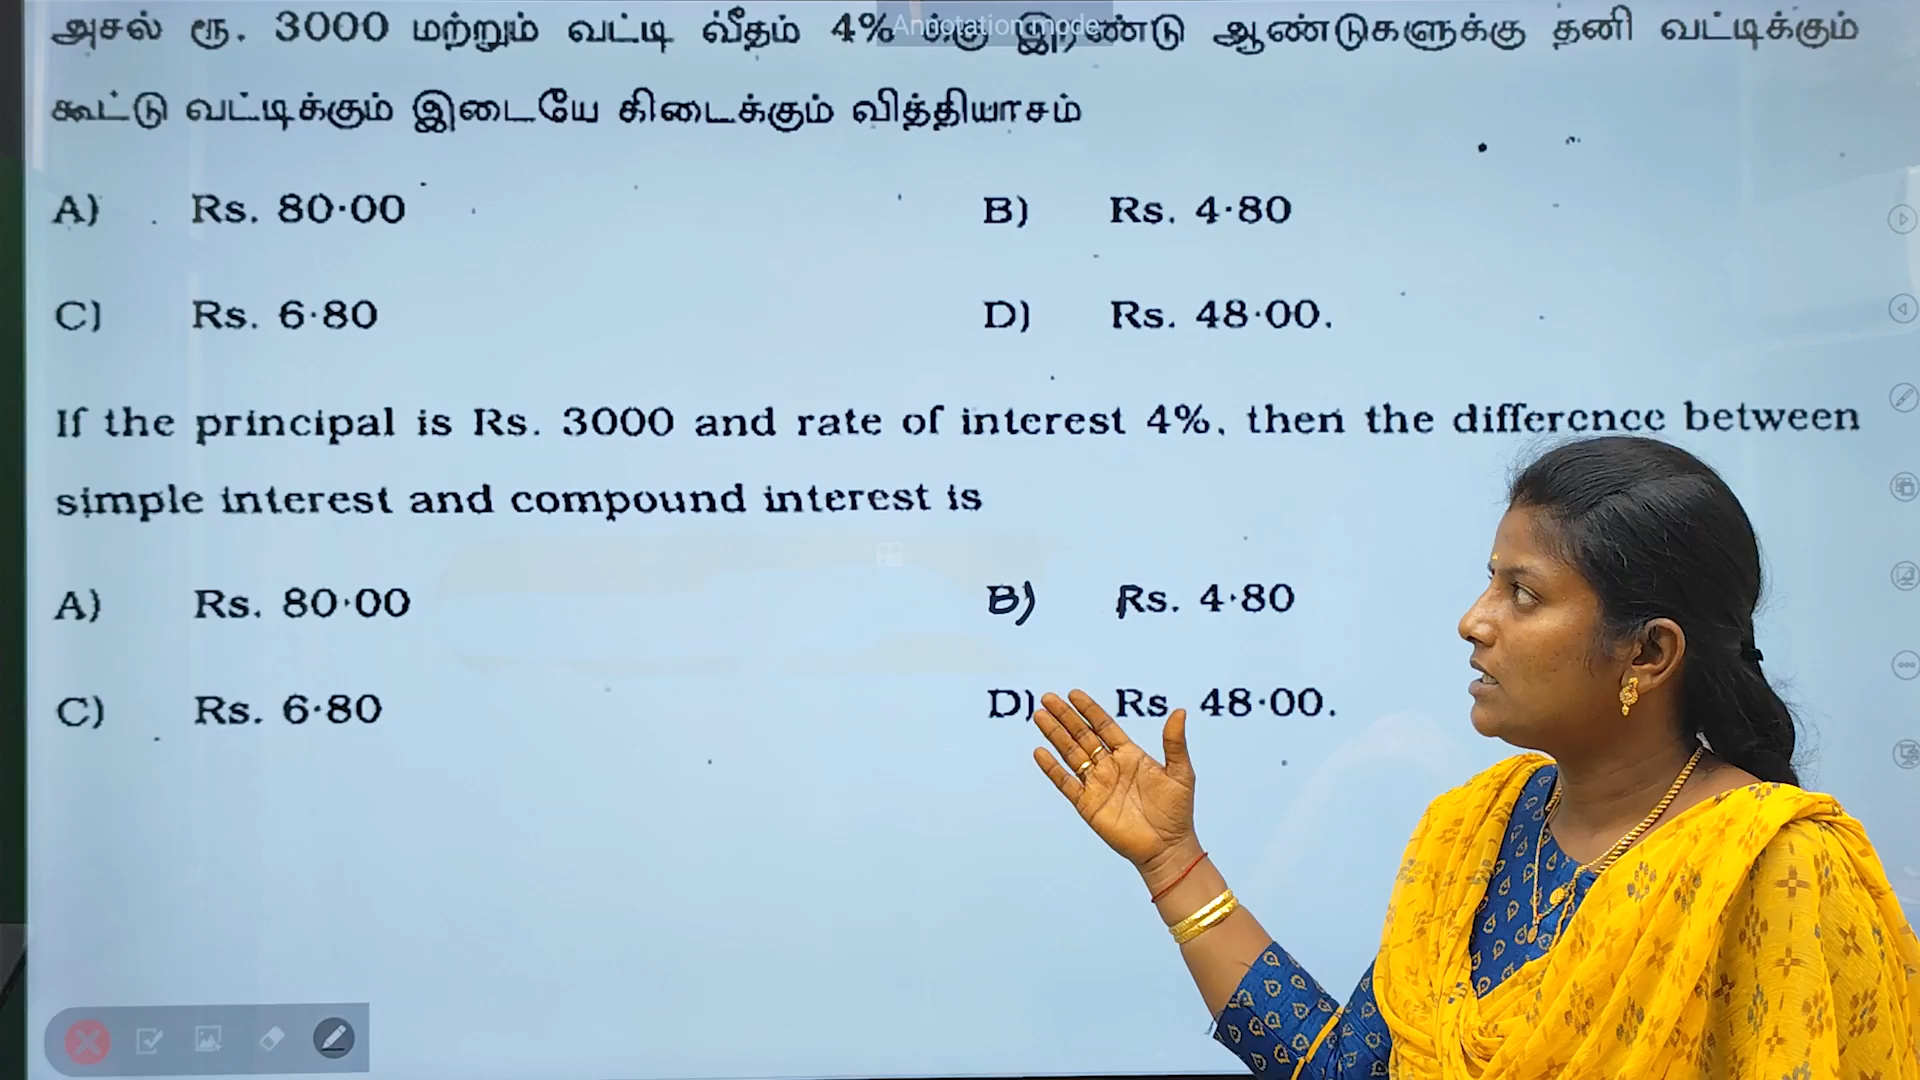 அசல் ரூ. 3000 மற்றும் வட்டி வீதம் 4% க்கு இரண்டு ஆண்டுகளுக்கு தனி வட்டிக்கும்
Annotation mode
கூட்டு வட்டிக்கும் இடையே கிடைக்கும் வித்தியாசம்
A) Rs. 80·00 B) Rs. 4·80
C) Rs. 6·80 D) Rs. 48·00.
If the principal is Rs. 3000 and rate of interest 4%, then the difference between
simple interest and compound interest is
A) Rs. 80·00 B) Rs. 4·80
C) Rs. 6·80 D) Rs. 48·00.